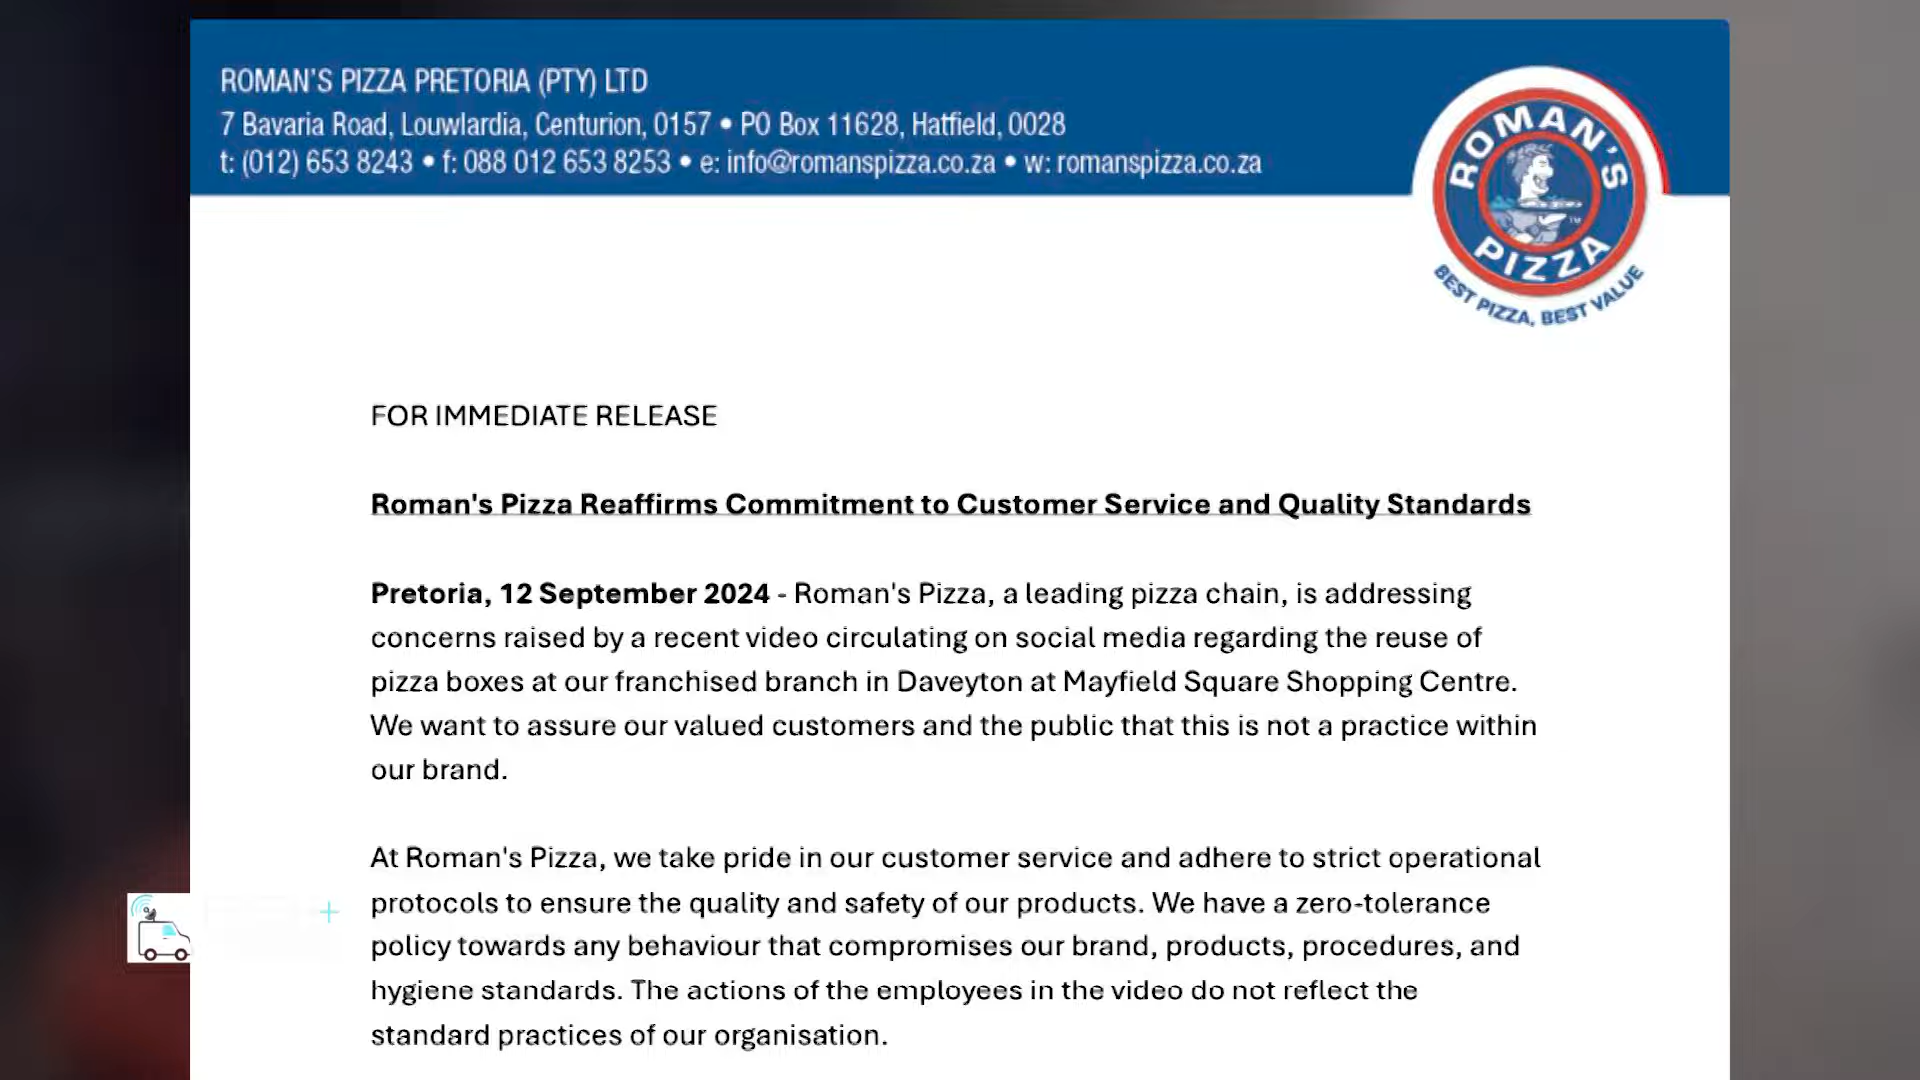 ROMAN'S PIZZA PRETORIA (PTY) LTD
7 Bavaria Road, Louwlardia, Centurion, 0157 • PO Box 11628, Hatfield, 0028
t: (012) 653 8243 • f: 088 012 653 8253 • e: info@romanspizza.co.za • w: romanspizza.co.za
ROMAN'S
PIZZA
TM
BEST PIZZA, BEST VALUE
FOR IMMEDIATE RELEASE
Roman's Pizza Reaffirms Commitment to Customer Service and Quality Standards
Pretoria, 12 September 2024 - Roman's Pizza, a leading pizza chain, is addressing
concerns raised by a recent video circulating on social media regarding the reuse of
pizza boxes at our franchised branch in Daveyton at Mayfield Square Shopping Centre.
We want to assure our valued customers and the public that this is not a practice within
our brand.
At Roman's Pizza, we take pride in our customer service and adhere to strict operational
protocols to ensure the quality and safety of our products. We have a zero-tolerance
policy towards any behaviour that compromises our brand, products, procedures, and
hygiene standards. The actions of the employees in the video do not reflect the
standard practices of our organisation.